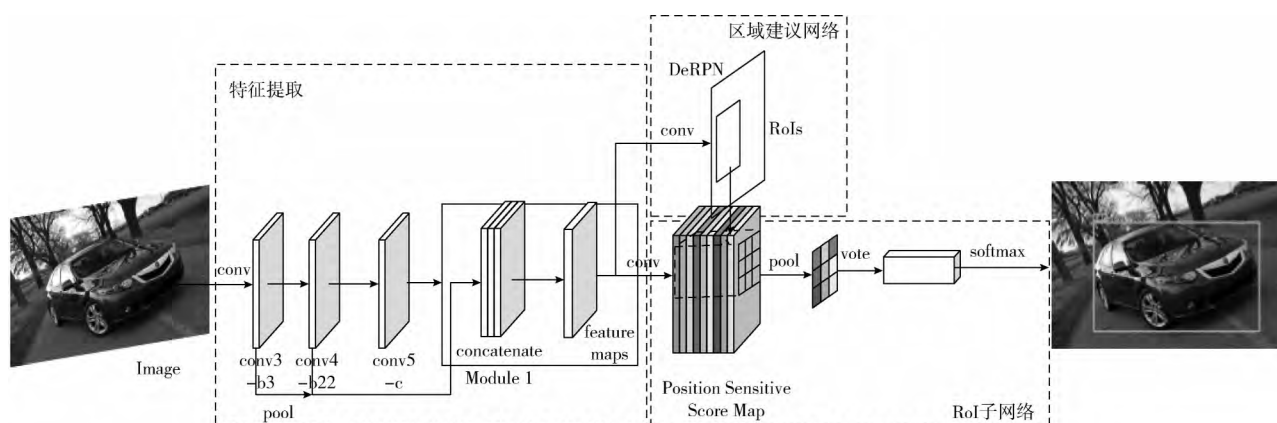 区域建议网络
DeRPN
特征提取
RoIs
conv
conv
conv
pool
vote
softmax
feature
maps
concatenate
conv3
-b3
conv4
-b22
conv5
-c
Image
Module 1
pool
Position Sensitive
Score Map
RoI子网络